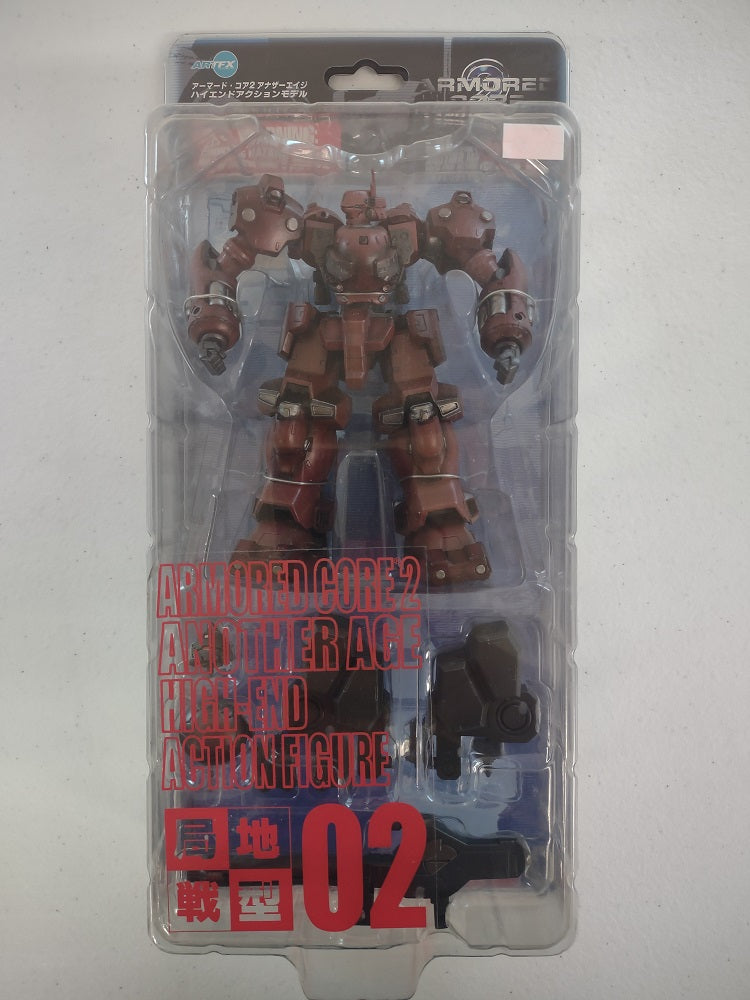 ARTFX
アーマード・コア2 アナザーエイジ
ハイエンドアクションモデル
ARMORED
CORE
ARMORED CORE 2
ANOTHER AGE
HIGH-END
ACTION FIGURE
局地
戦型
02